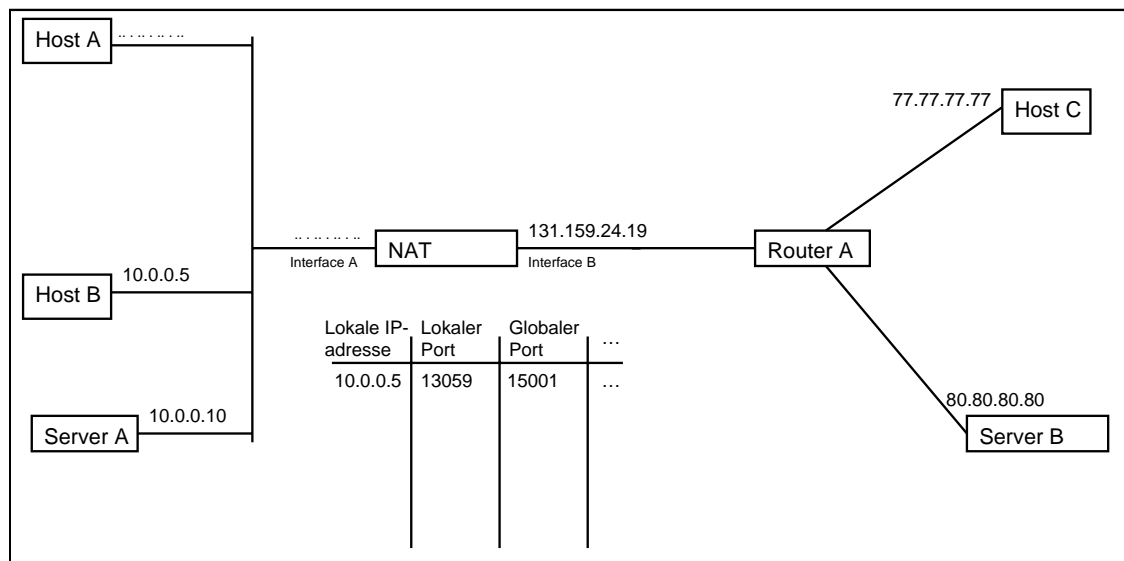 Host A
.. . .. . .. . ..
77.77.77.77
Host C
.. . .. . .. . ..
NAT
131.159.24.19
Router A
Interface A
Interface B
10.0.0.5
Host B
Lokale IP-
adresse
Lokaler
Port
Globaler
Port
...
10.0.0.5
13059
15001
...
10.0.0.10
Server A
80.80.80.80
Server B